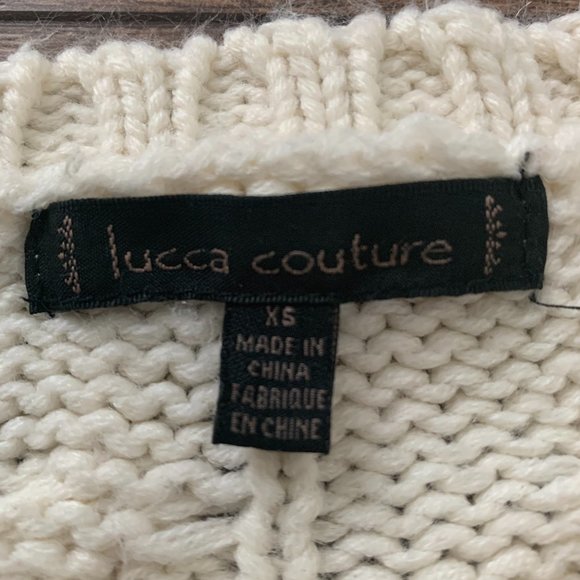 lucca couture
XS
MADE IN
CHINA
FABRIQUE
EN CHINE